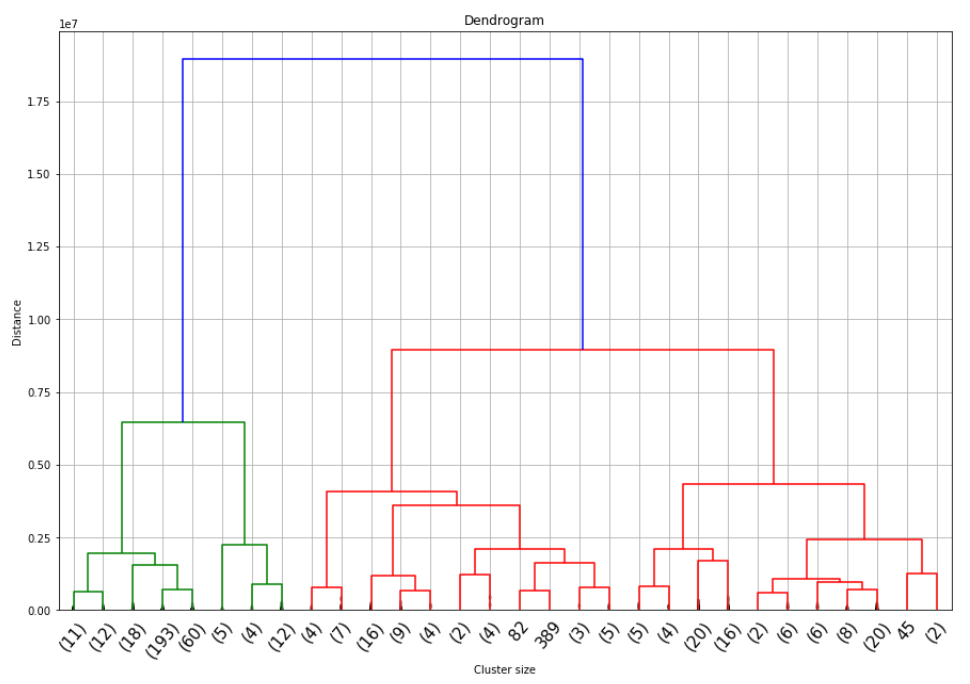 Dendrogram
1e7
1.75
1.50
1.25
1.00
0.75
0.50
0.25
0.00
Distance
(11) (12) (18) (193) (60) (5) (4) (12) (4) (7) (16) (9) (4) (2) (4) 82 389 (3) (5) (5) (4) (20) (16) (2) (6) (6) (8) (20) 45 (2)
Cluster size